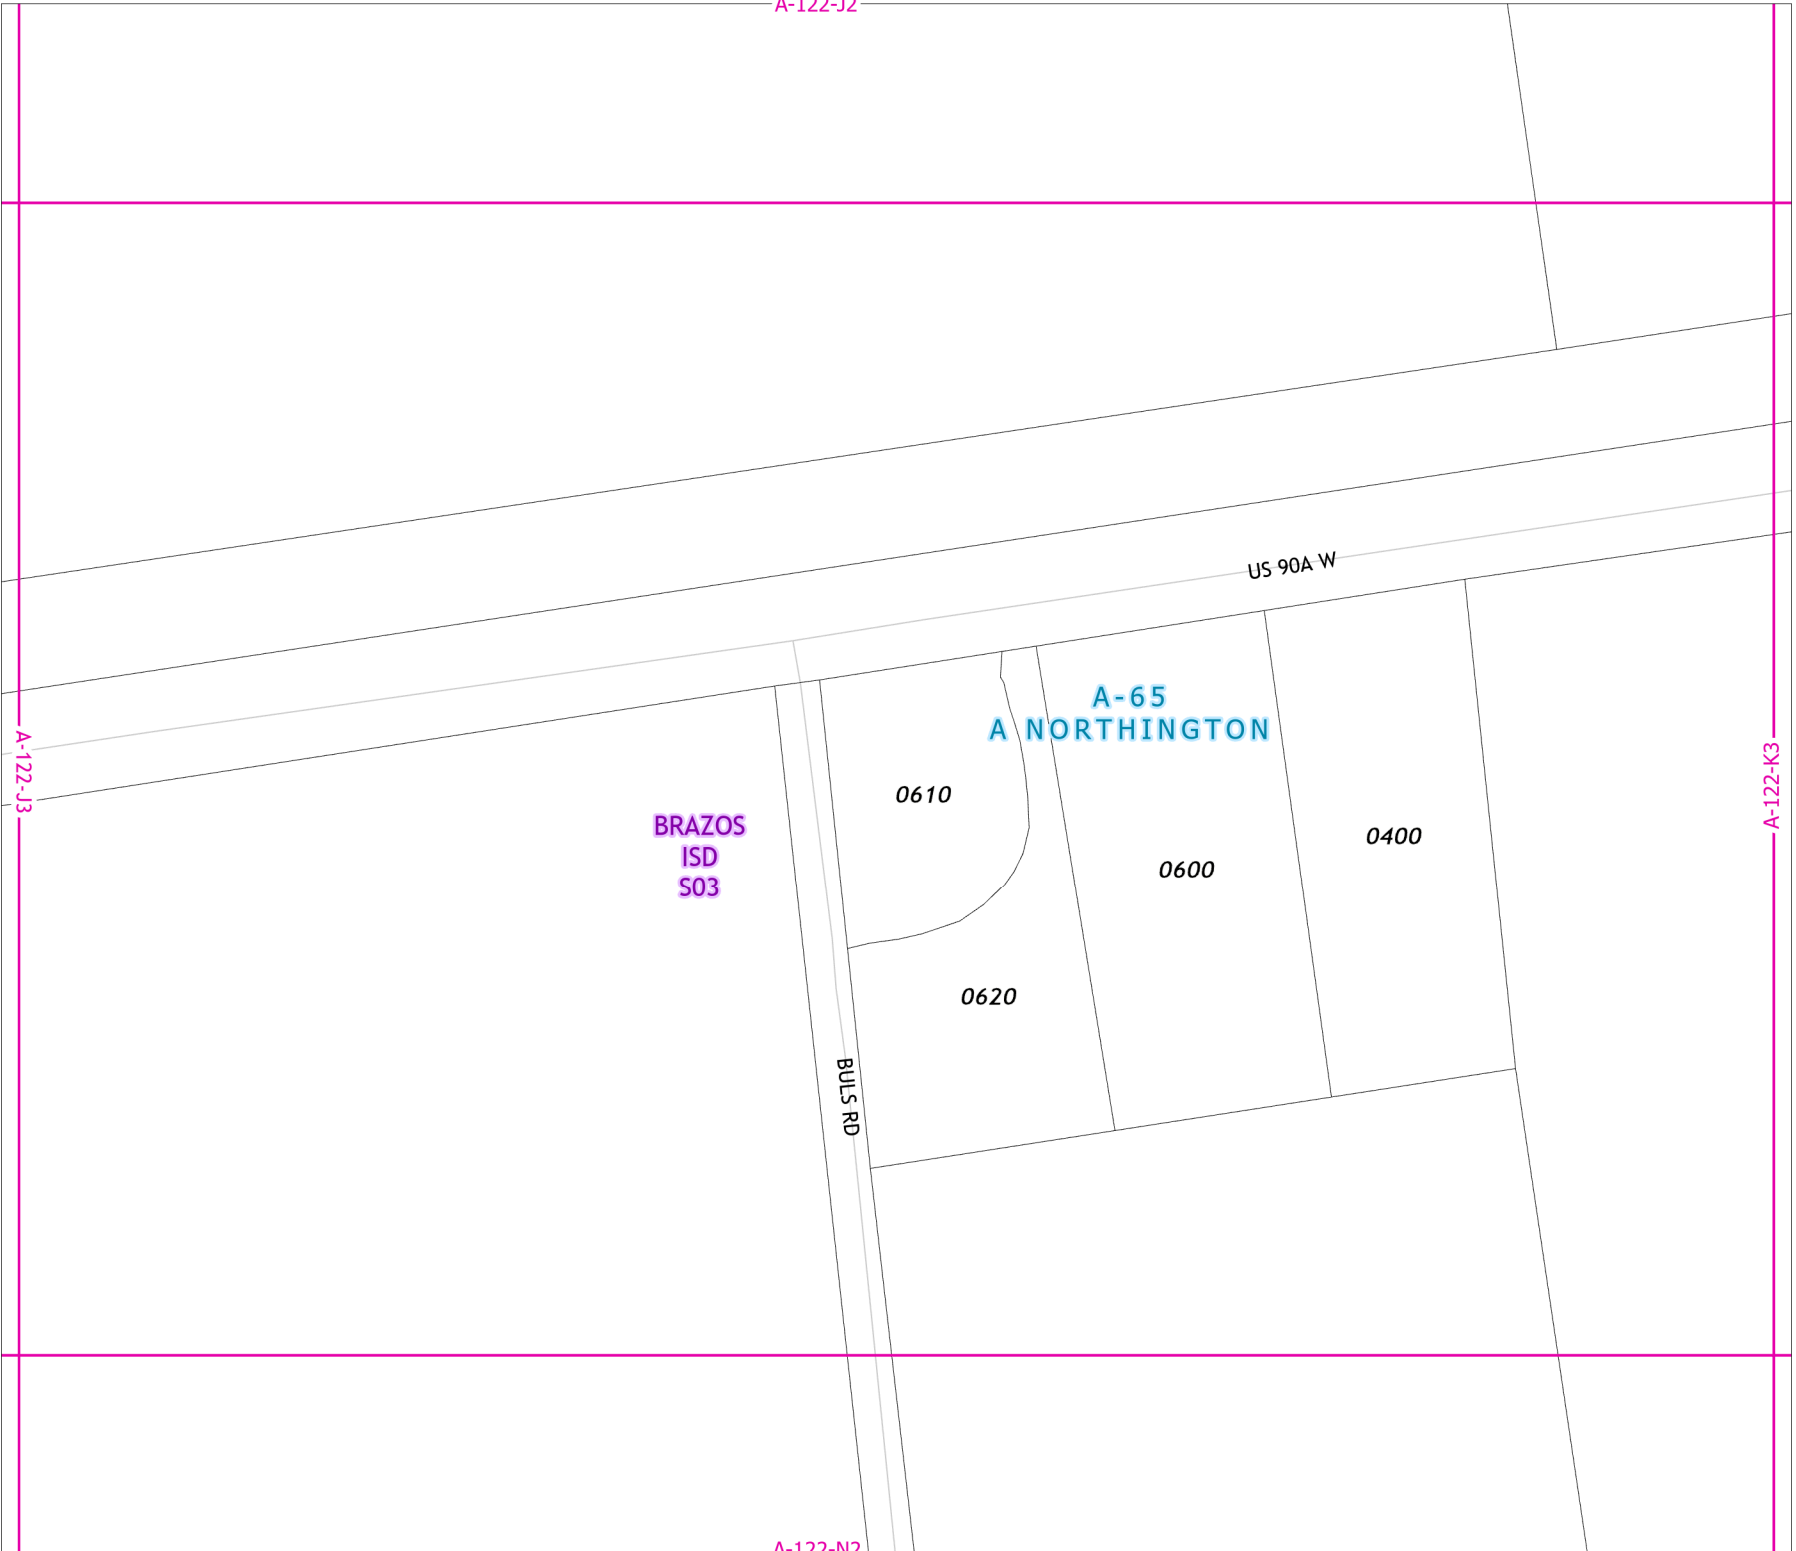 A-122-J2
US 90A W
A-65
A NORTHINGTON
A-122-J3
A-122-K3
0610
BRAZOS
ISD
S03
0400
0600
0620
BULS RD
A-122-N2